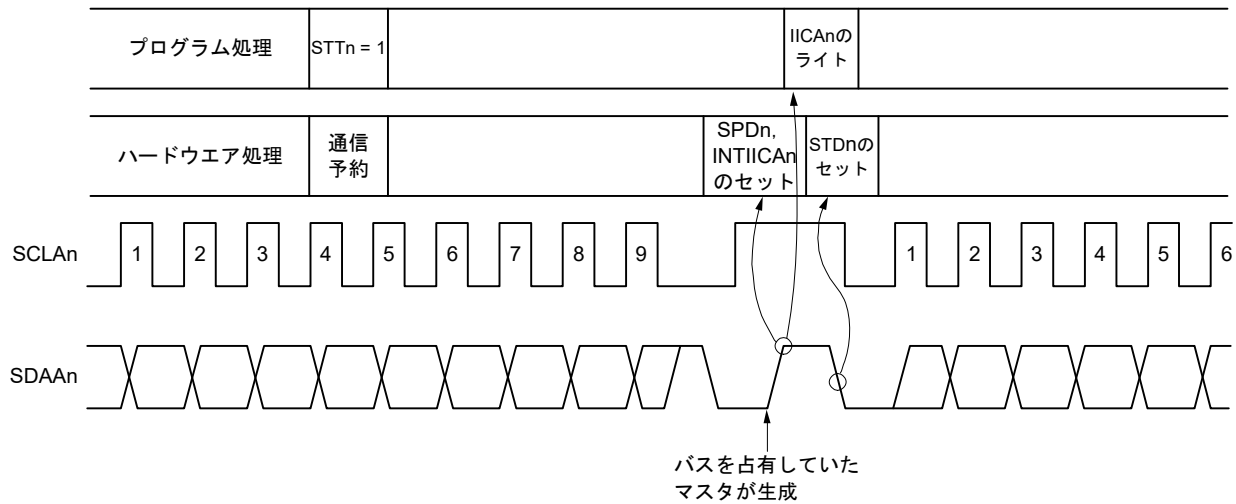 プログラム処理
STTn = 1
IICAnの
ライト
ハードウエア処理
通信
予約
SPDn,
INTIICAn
のセット
STDnの
セット
SCLAn
1 2 3 4 5 6 7 8 9 1 2 3 4 5 6
SDAAn
バスを占有していた
マスタが生成